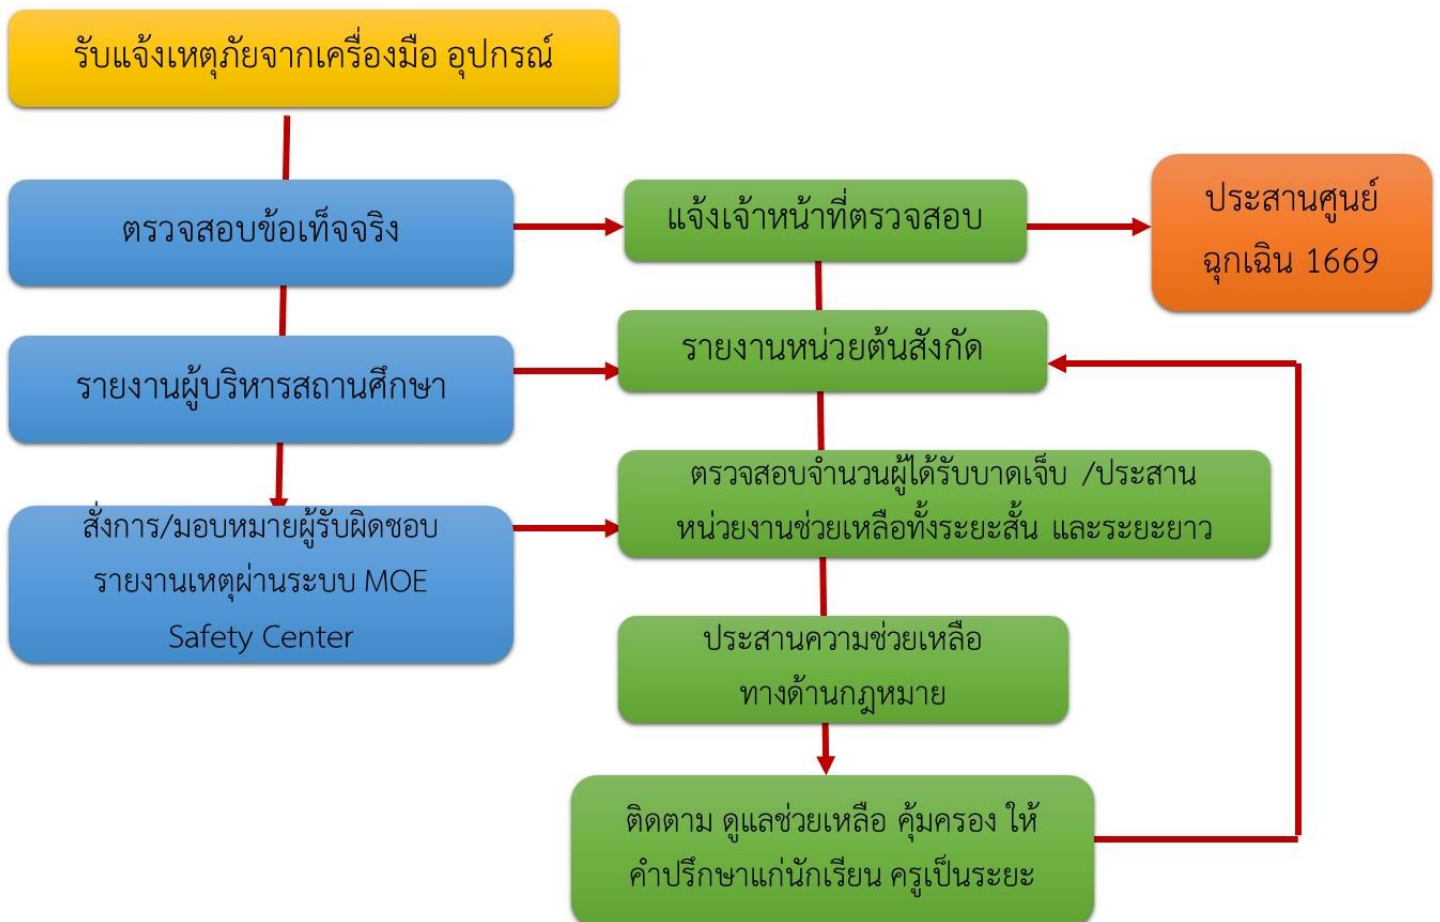 รับแจ้งเหตุภัยจากเครื่องมือ อุปกรณ์
ตรวจสอบข้อเท็จจริง
แจ้งเจ้าหน้าที่ตรวจสอบ
ประสานศูนย์
ฉุกเฉิน 1669
รายงานผู้บริหารสถานศึกษา
รายงานหน่วยต้นสังกัด
สั่งการ/มอบหมายผู้รับผิดชอบ
รายงานเหตุผ่านระบบ MOE
Safety Center
ตรวจสอบจำนวนผู้ได้รับบาดเจ็บ /ประสาน
หน่วยงานช่วยเหลือทั้งระยะสั้น และระยะยาว
ประสานความช่วยเหลือ
ทางด้านกฎหมาย
ติดตาม ดูแลช่วยเหลือ คุ้มครอง ให้
คำปรึกษาแก่นักเรียน ครูเป็นระยะ